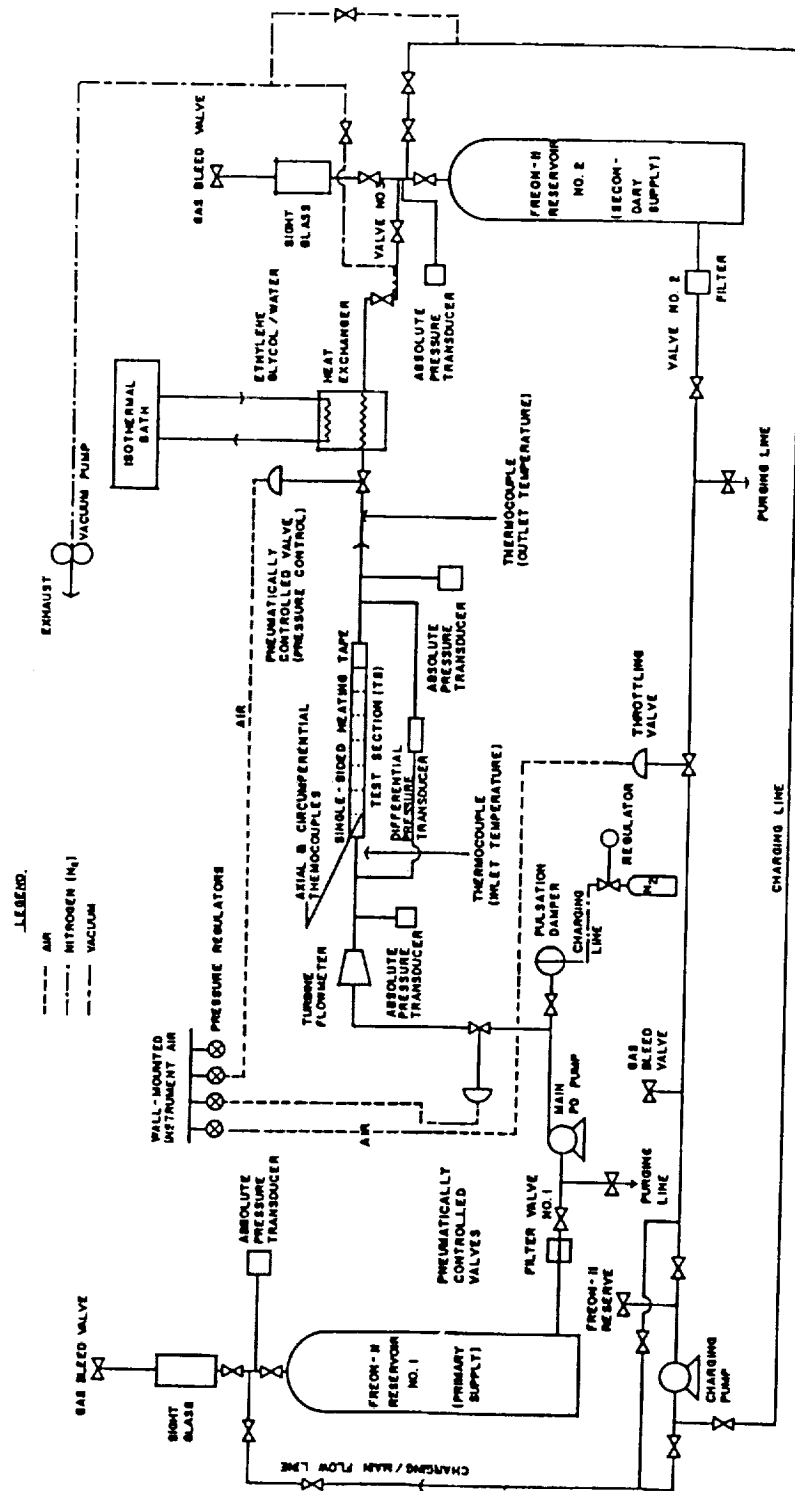 LEGEND.
AIR
NITROGEN (N₂)
VACUUM
EXHAUST
VACUUM PUMP
ISOTHERMAL
BATH
GAS BLEED VALVE
SIGHT
GLASS
ETHYLENE
GLYCOL/WATER
HEAT
EXCHANGER
VALVE NO.3
ABSOLUTE
PRESSURE
TRANSDUCER
FREON-11
RESERVOIR
NO. 2
(SECON-
DARY
SUPPLY)
VALVE NO. 2
FILTER
PURGING LINE
AIR
PNEUMATICALLY
CONTROLLED VALVE
(PRESSURE CONTROL)
THERMOCOUPLE
(OUTLET TEMPERATURE)
ABSOLUTE
PRESSURE
TRANSDUCER
SINGLE-SIDED HEATING TAPE
TEST SECTION (TS)
AXIAL & CIRCUMFERENTIAL
THEMOCOUPLES
DIFFERENTIAL
PRESSURE
TRANSDUCER
THERMOCOUPLE
(INLET TEMPERATURE)
TURBINE
FLOWMETER
ABSOLUTE
PRESSURE
TRANSDUCER
WALL-MOUNTED
INSTRUMENT AIR
PRESSURE REGULATORS
AIR
THROTTLING
VALVE
REGULATOR
N2
PULSATION
DAMPER
CHARGING
LINE
MAIN
PD PUMP
GAS
BLEED
VALVE
CHARGING LINE
PNEUMATICALLY
CONTROLLED
VALVES
GAS BLEED VALVE
SIGHT
GLASS
ABSOLUTE
PRESSURE
TRANSDUCER
FREON-11
RESERVOIR
NO.1
(PRIMARY
SUPPLY)
FILTER VALVE
NO.1
PURGING
LINE
FREON-11
RESERVE
CHARGING
PUMP
CHARGING/MAIN FLOW LINE